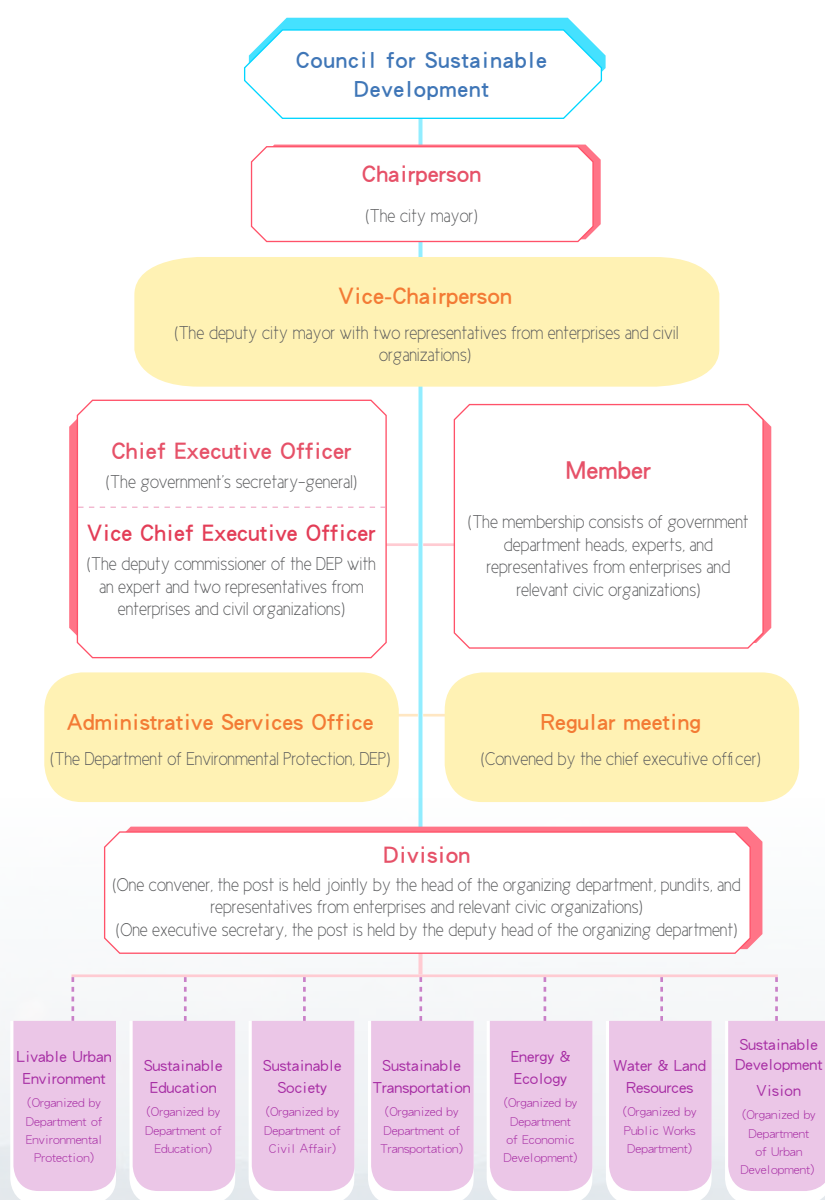 Council for Sustainable
Development
Chairperson
(The city mayor)
Vice-Chairperson
(The deputy city mayor with two representatives from enterprises and civil
organizations)
Chief Executive Officer
(The government's secretary-general)
Vice Chief Executive Officer
(The deputy commissioner of the DEP with
an expert and two representatives from
enterprises and civil organizations)
Member
(The membership consists of government
department heads, experts, and
representatives from enterprises and
relevant civic organizations)
Administrative Services Office
(The Department of Environmental Protection, DEP)
Regular meeting
(Convened by the chief executive officer)
Division
(One convener, the post is held jointly by the head of the organizing department, pundits, and
representatives from enterprises and relevant civic organizations)
(One executive secretary, the post is held by the deputy head of the organizing department)
Livable Urban
Environment
(Organized by
Department of
Environmental
Protection)
Sustainable
Education
(Organized by
Department of
Education)
Sustainable
Society
(Organized by
Department of
Civil Affair)
Sustainable
Transportation
(Organized by
Department of
Transportation)
Energy &
Ecology
(Organized by
Department
of Economic
Development)
Water & Land
Resources
(Organized by
Public Works
Department)
Sustainable
Development
Vision
(Organized by
Department
of Urban
Development)